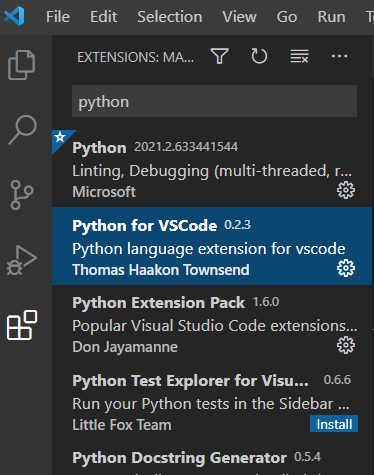 File Edit Selection View Go Run T
EXTENSIONS: MA...
python
Python 2021.2.633441544
Linting, Debugging (multi-threaded, r...
Microsoft
Python for VSCode 0.2.3
Python language extension for vscode
Thomas Haakon Townsend
Python Extension Pack 1.6.0
Popular Visual Studio Code extensions...
Don Jayamanne
Python Test Explorer for Visu... 0.6.6
Run your Python tests in the Sidebar ...
Little Fox Team Install
Python Docstring Generator 0.5.4